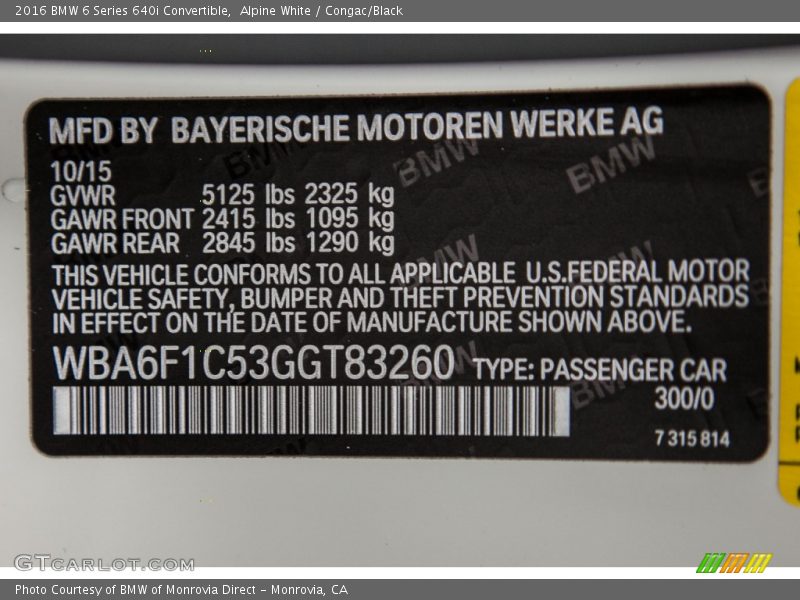 2016 BMW 6 Series 640i Convertible,  Alpine White / Congac/Black
MFD BY BAYERISCHE MOTOREN WERKE AG
10/15
GVWR 5125 lbs 2325 kg
GAWR FRONT 2415 lbs 1095 kg
GAWR REAR 2845 lbs 1290 kg
THIS VEHICLE CONFORMS TO ALL APPLICABLE U.S.FEDERAL MOTOR
VEHICLE SAFETY, BUMPER AND THEFT PREVENTION STANDARDS
IN EFFECT ON THE DATE OF MANUFACTURE SHOWN ABOVE.
WBA6F1C53GGT83260 TYPE: PASSENGER CAR
300/0
7 315 814
GTCARLOT.COM
Photo Courtesy of BMW of Monrovia Direct – Monrovia, CA